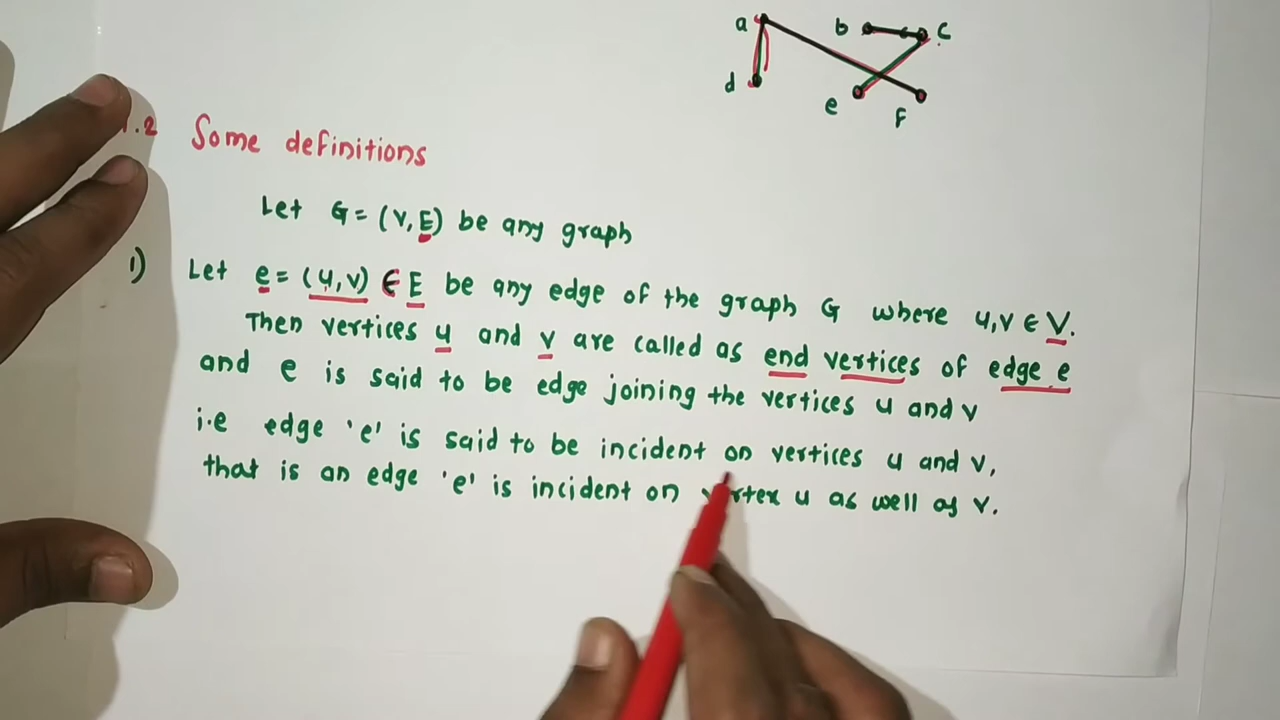 a b c
d e f
.2 Some definitions
Let G = (V, E) be any graph
1) Let e = (u, v) ∈ E be any edge of the graph G where u, v ∈ V.
Then vertices u and v are called as end vertices of edge e
and e is said to be edge joining the vertices u and v
i.e edge 'e' is said to be incident on vertices u and v,
that is an edge 'e' is incident on vertex u as well as v.